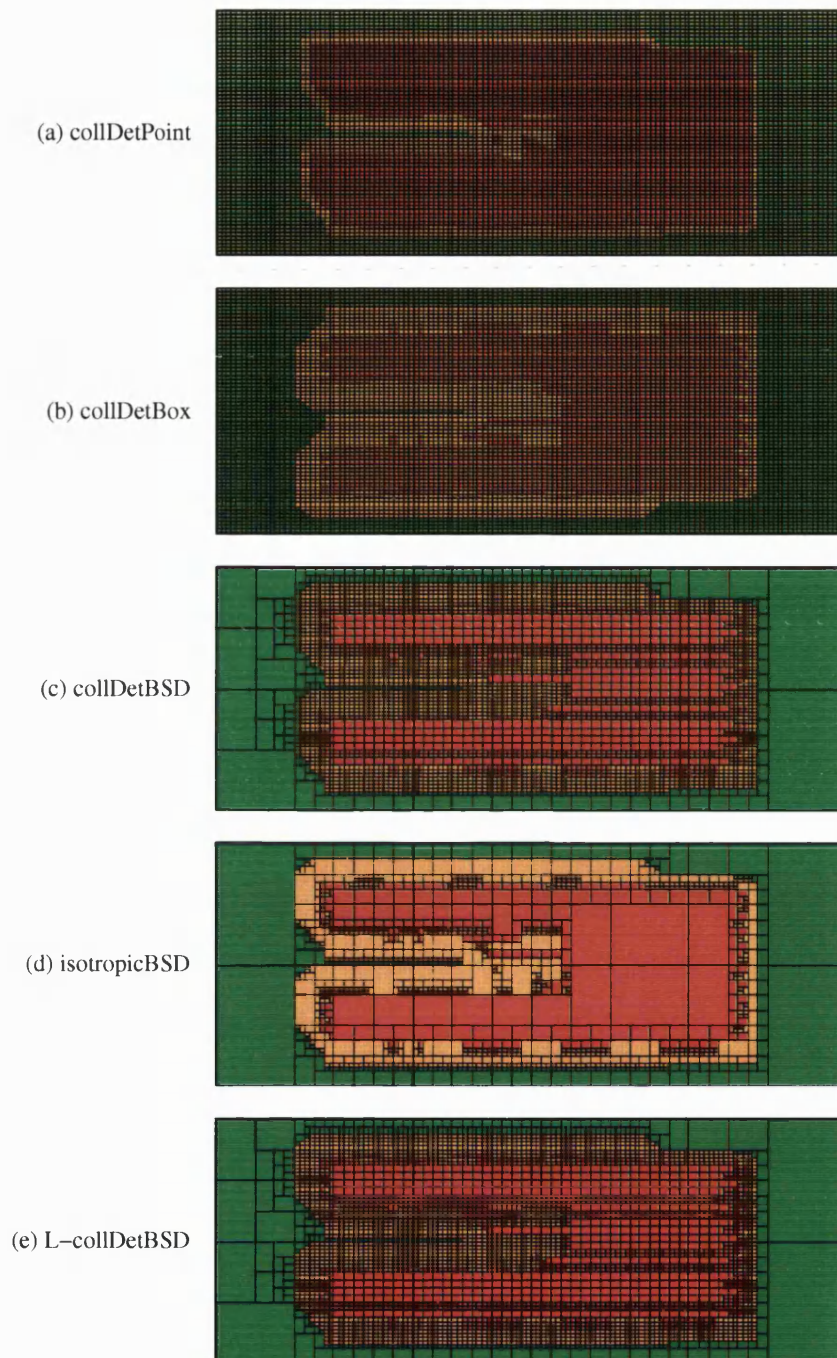 (a) collDetPoint
(b) collDetBox
(c) collDetBSD
(d) isotropicBSD
(e) L−collDetBSD